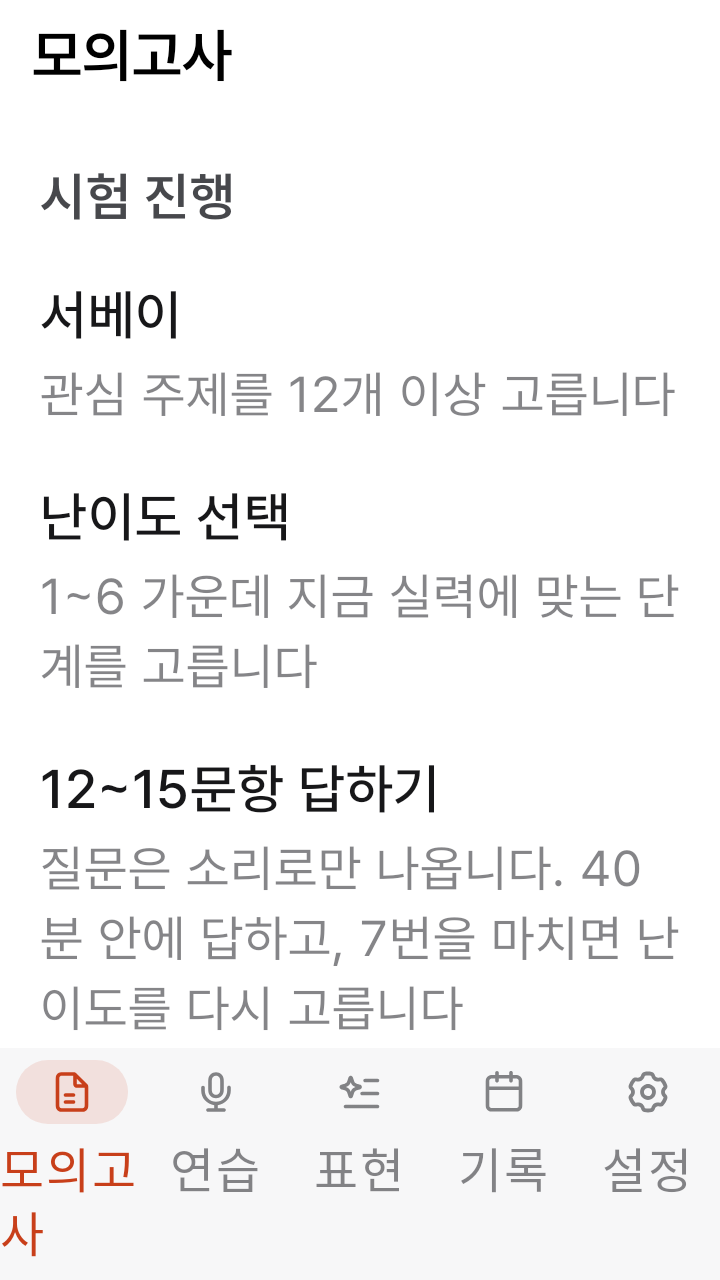 모의고사
시험 진행
서베이
관심 주제를 12개 이상 고릅니다
난이도 선택
1~6 가운데 지금 실력에 맞는 단
계를 고릅니다
12~15문항 답하기
질문은 소리로만 나옵니다. 40
분 안에 답하고, 7번을 마치면 난
이도를 다시 고릅니다
모의고
사
연습
표현
기록
설정